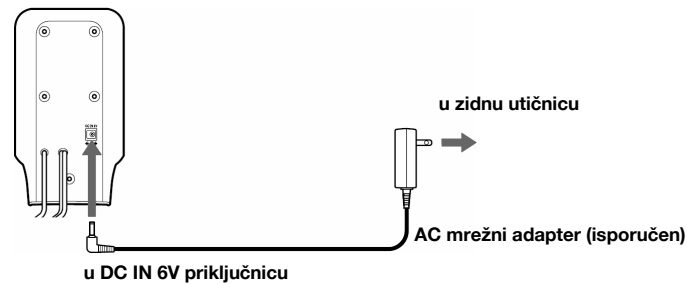 u zidnu utičnicu
AC mrežni adapter (isporučen)
u DC IN 6V priključnicu